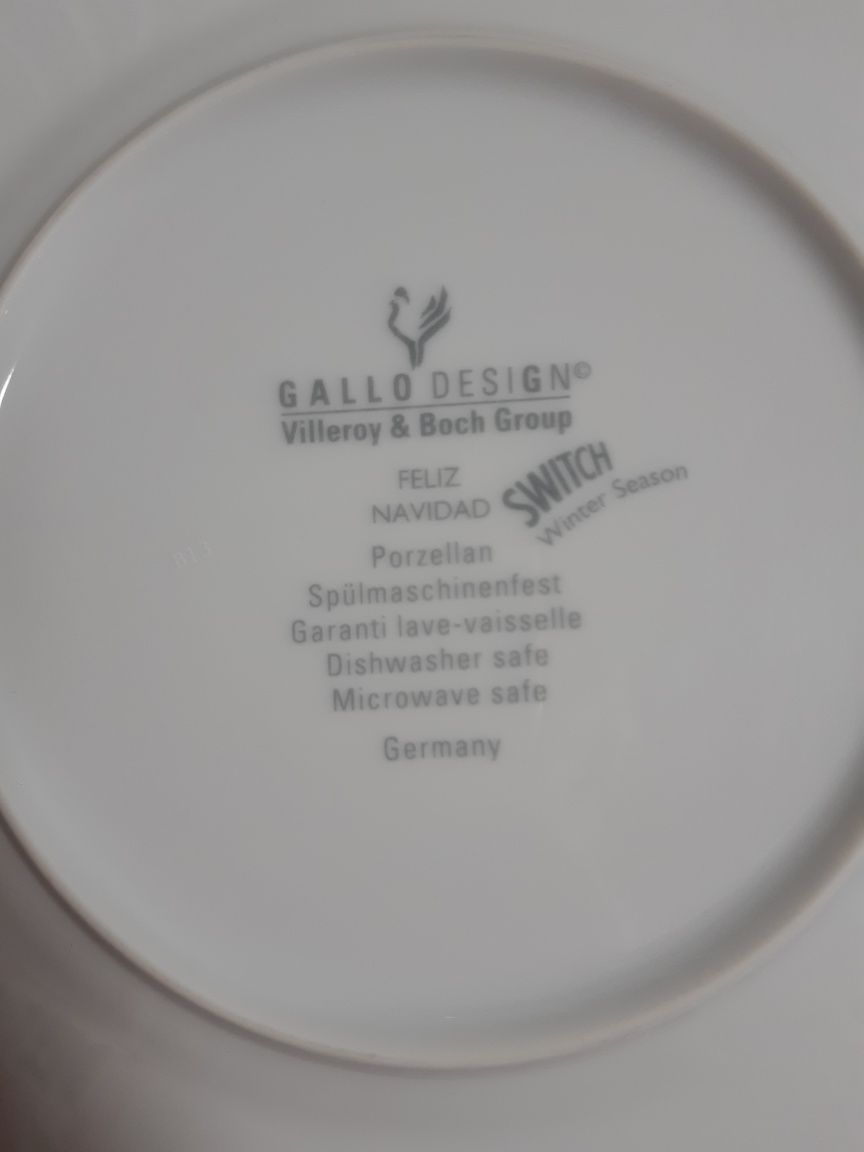 GALLO DESIGN©
Villeroy & Boch Group
FELIZ
NAVIDAD
SWITCH
Winter Season
Porzellan
Spülmaschinenfest
Garanti lave-vaisselle
Dishwasher safe
Microwave safe
Germany